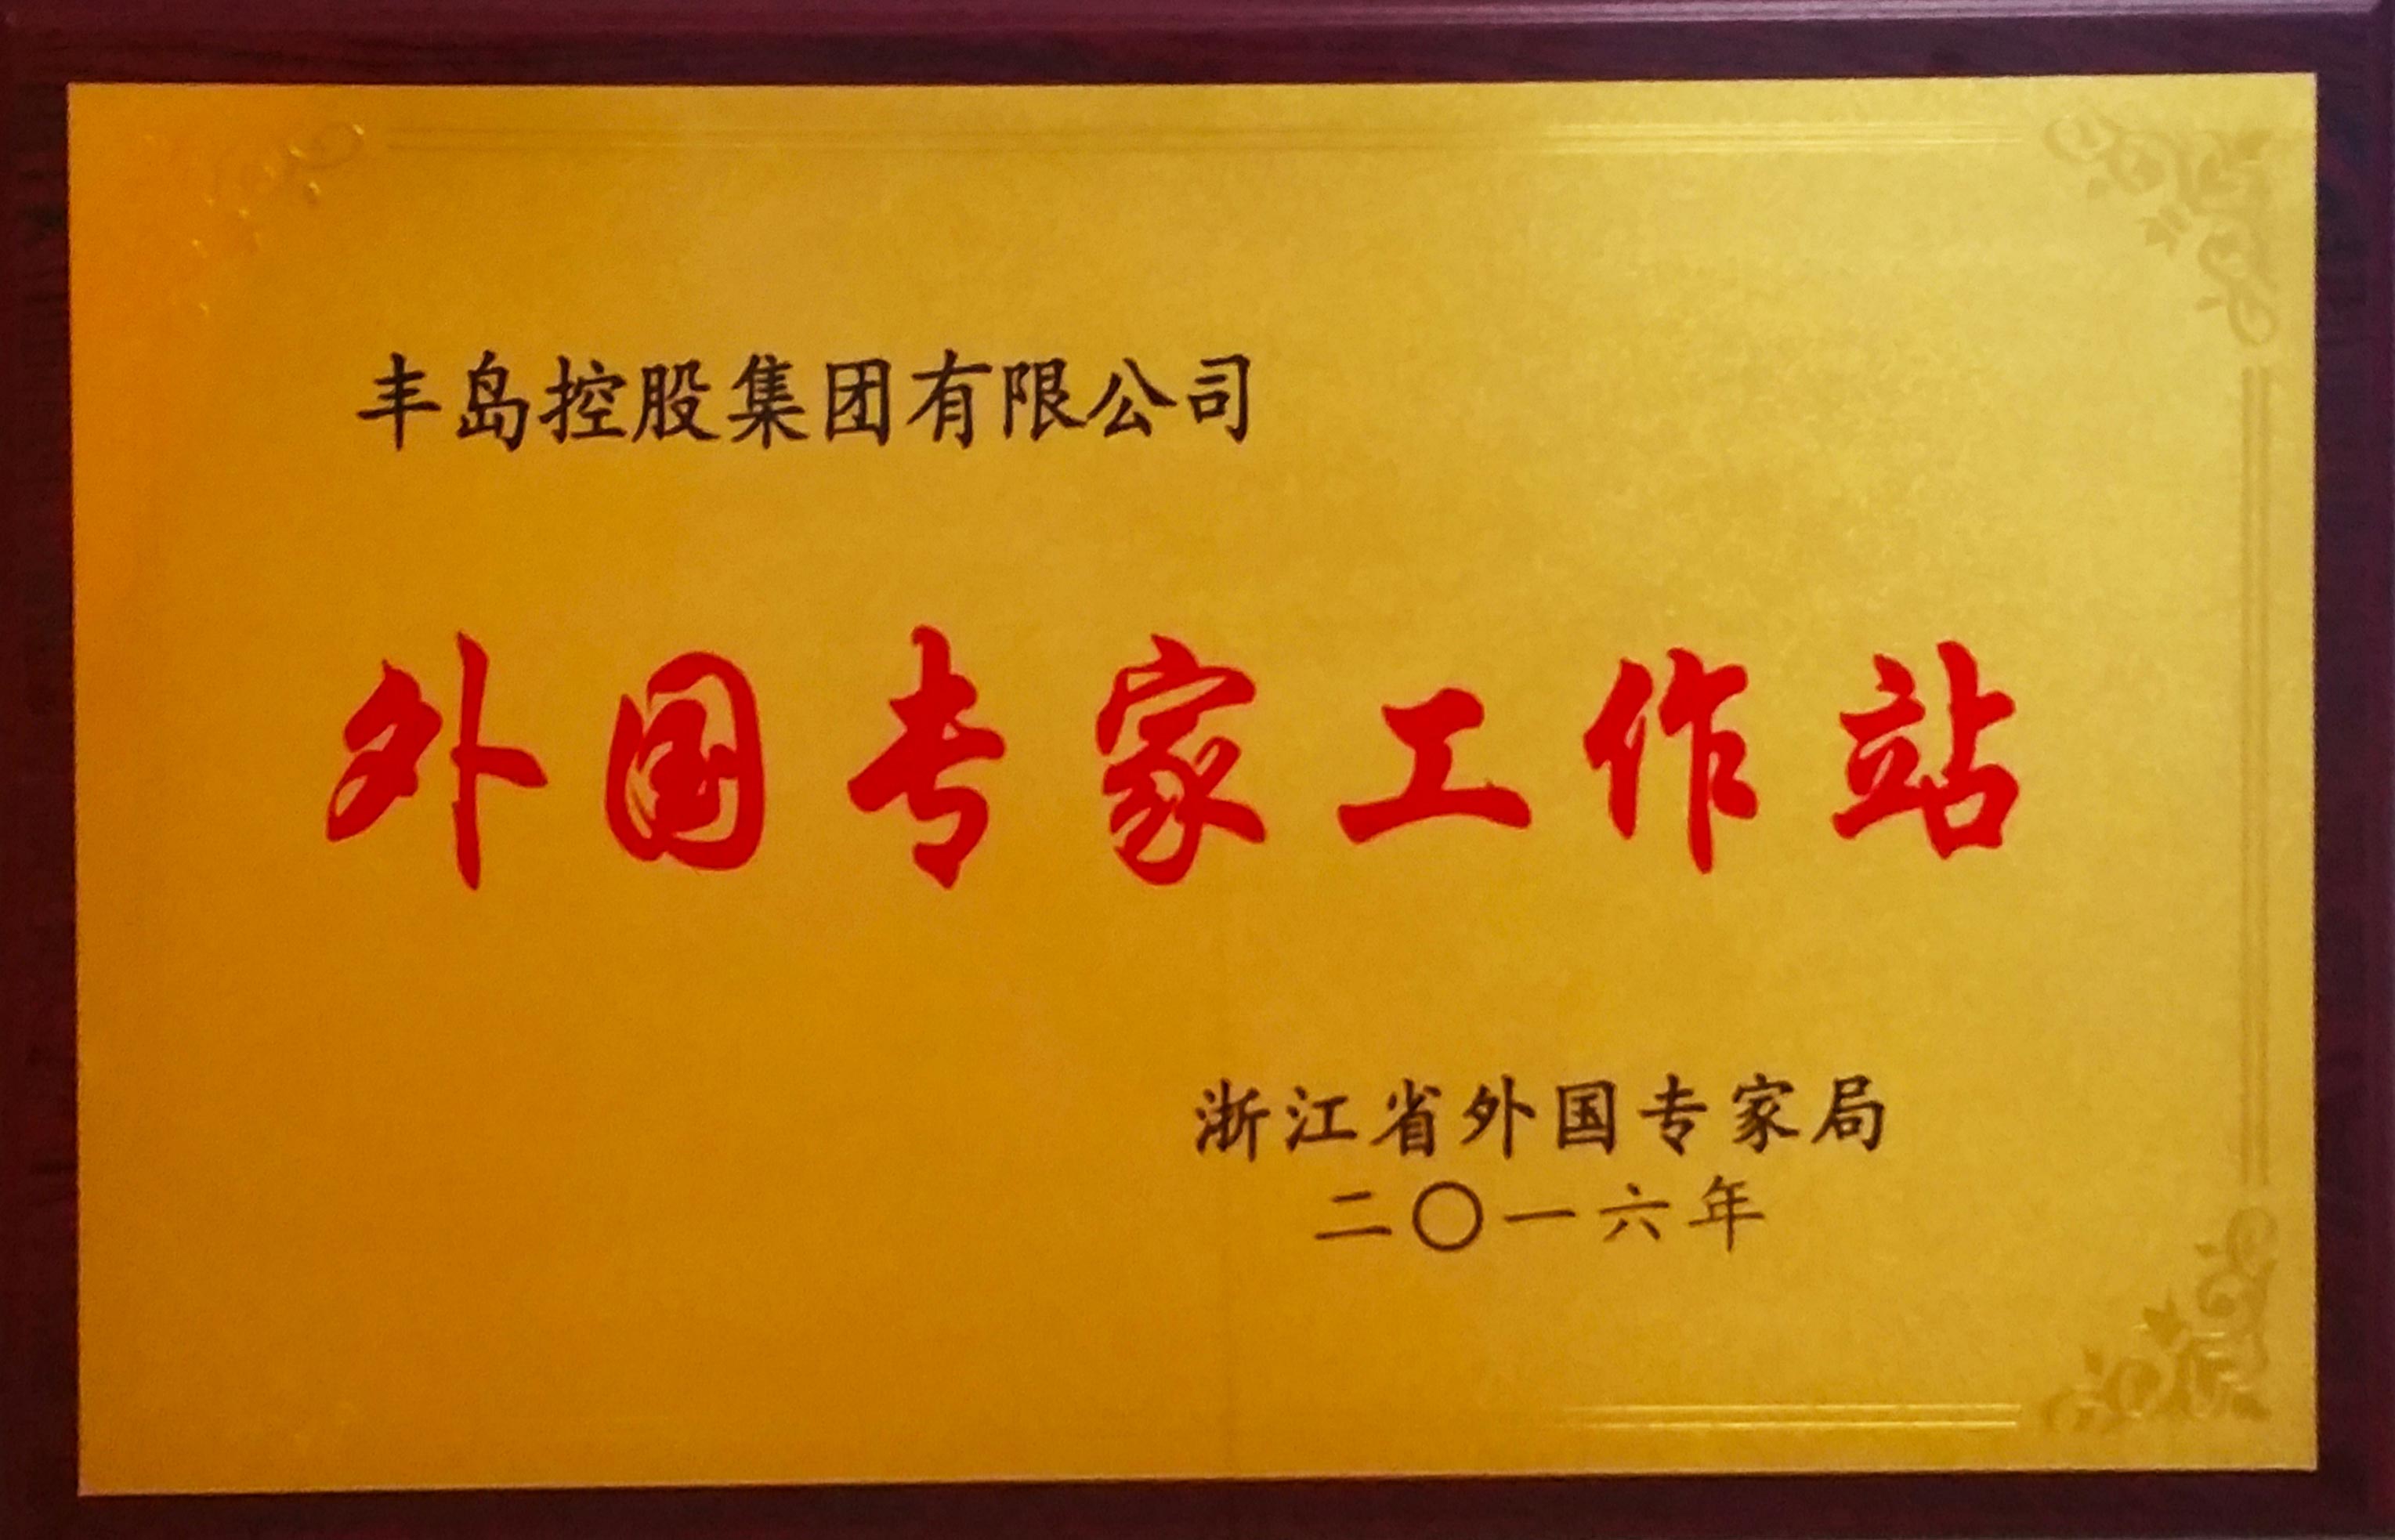 丰岛控股集团有限公司
外国专家工作站
浙江省外国专家局
二〇一六年